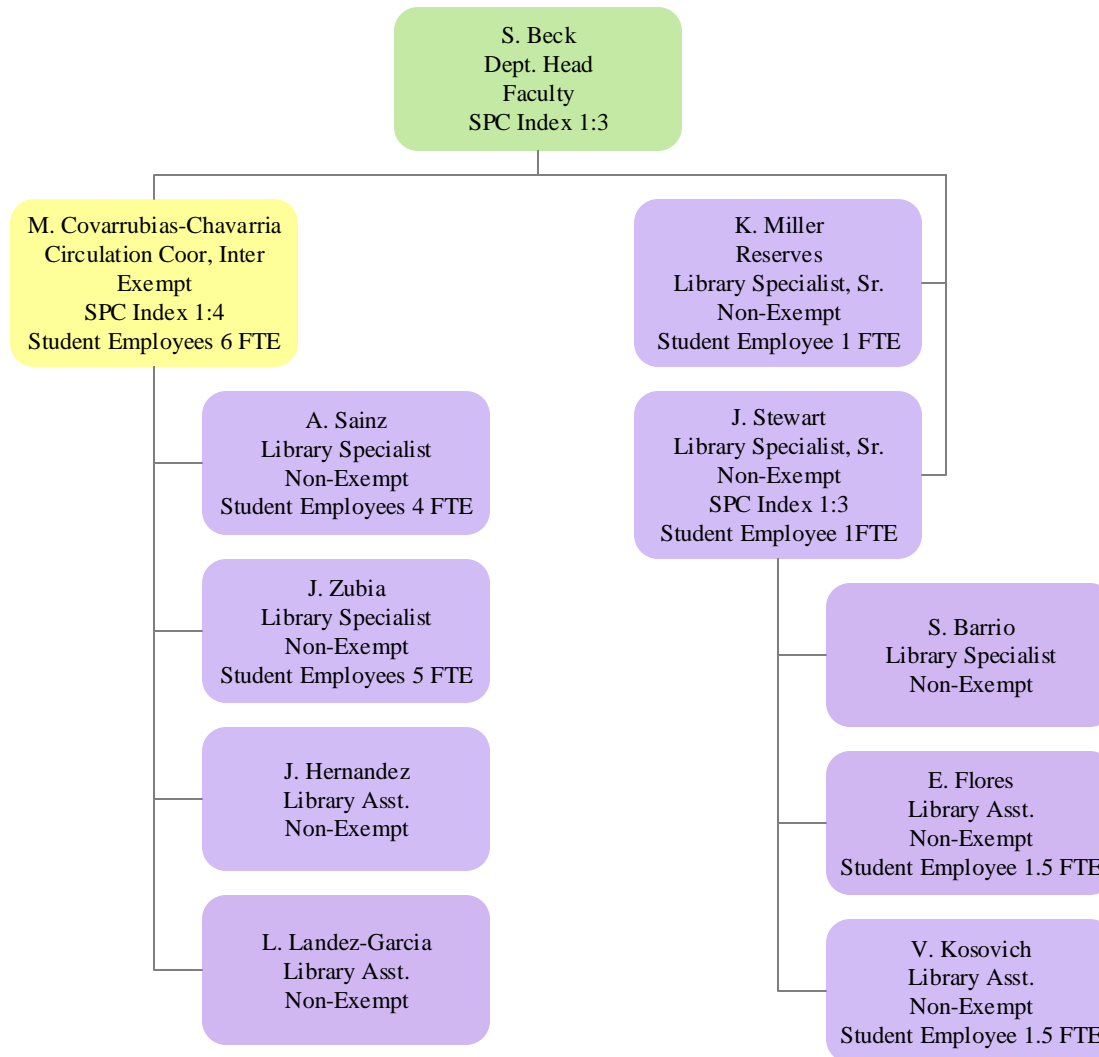 S. Beck
Dept. Head
Faculty
SPC Index 1:3
M. Covarrubias-Chavarria
Circulation Coor, Inter
Exempt
SPC Index 1:4
Student Employees 6 FTE
A. Sainz
Library Specialist
Non-Exempt
Student Employees 4 FTE
J. Zubia
Library Specialist
Non-Exempt
Student Employees 5 FTE
J. Hernandez
Library Asst.
Non-Exempt
L. Landez-Garcia
Library Asst.
Non-Exempt
K. Miller
Reserves
Library Specialist, Sr.
Non-Exempt
Student Employee 1 FTE
J. Stewart
Library Specialist, Sr.
Non-Exempt
SPC Index 1:3
Student Employee 1FTE
S. Barrio
Library Specialist
Non-Exempt
E. Flores
Library Asst.
Non-Exempt
Student Employee 1.5 FTE
V. Kosovich
Library Asst.
Non-Exempt
Student Employee 1.5 FTE